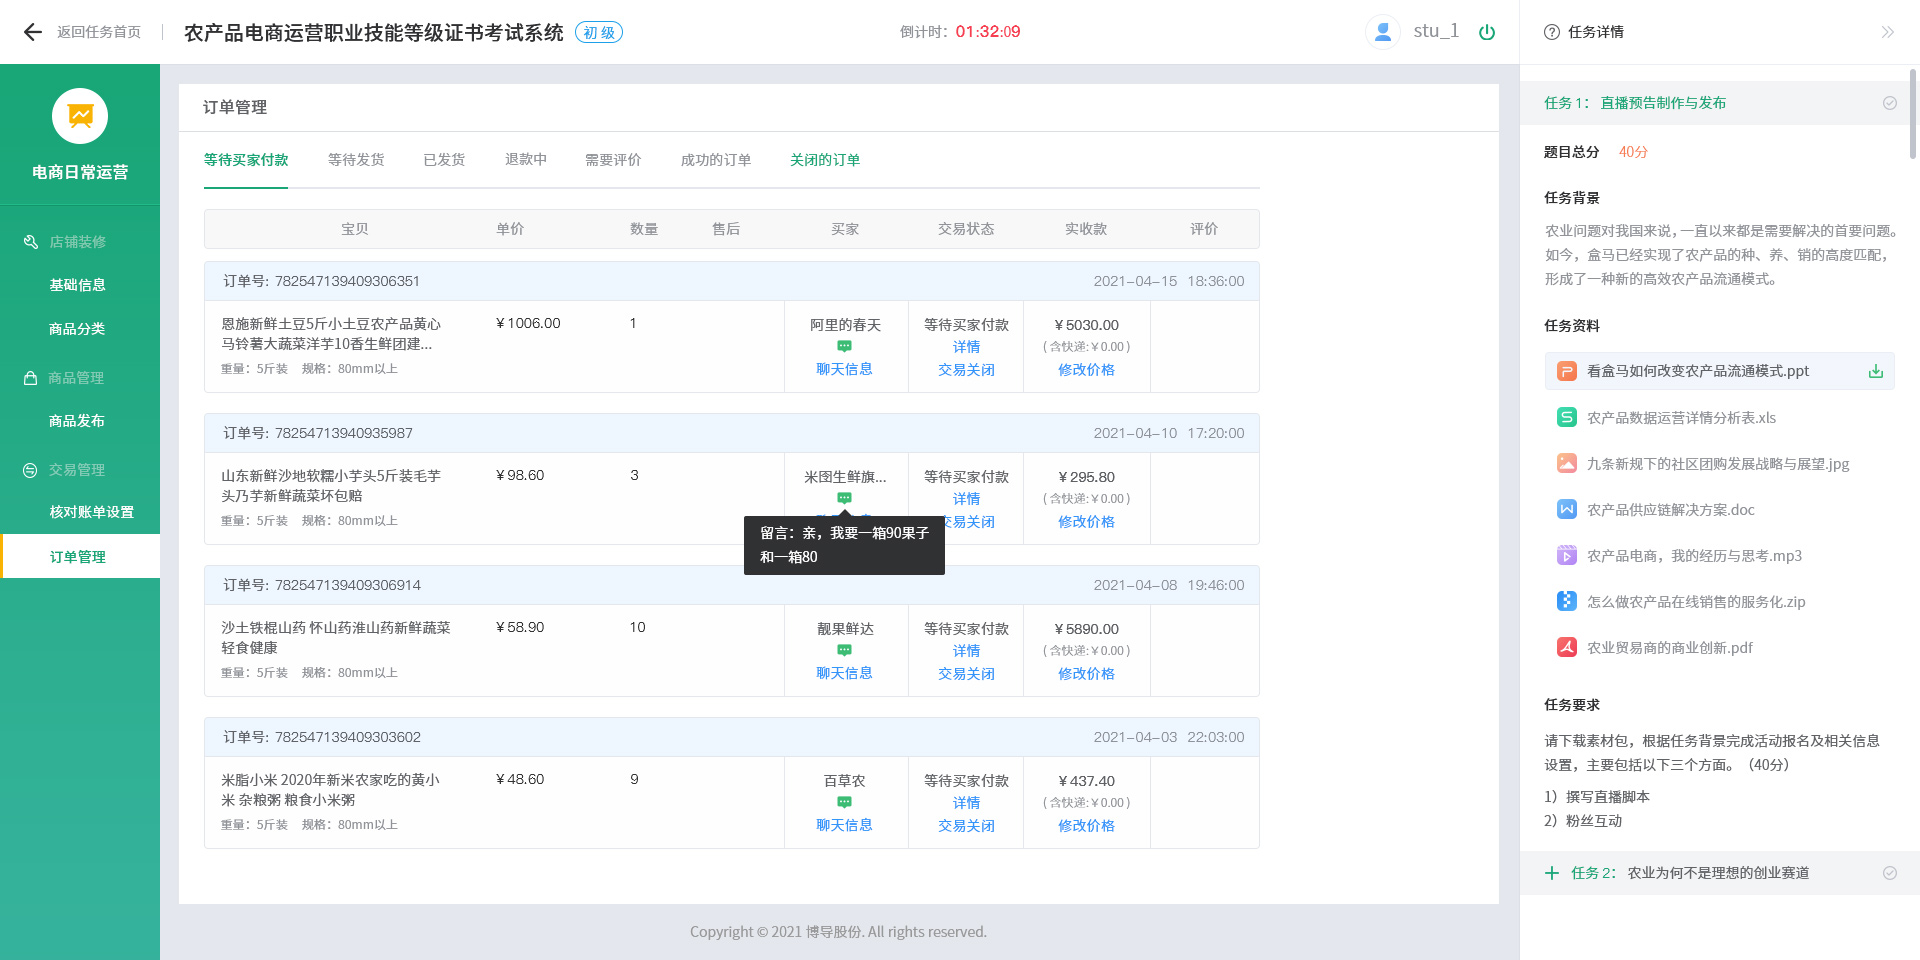 返回任务首页
农产品电商运营职业技能等级证书考试系统
初 级
倒计时：01:32:09
stu_1
任务详情
电商日常运营
店铺装修
基础信息
商品分类
商品管理
商品发布
交易管理
核对账单设置
订单管理
订单管理
等待买家付款 等待发货 已发货 退款中 需要评价 成功的订单 关闭的订单
宝贝 单价 数量 售后 买家 交易状态 实收款 评价
订单号: 782547139409306351 2021-04-15 18:36:00
恩施新鲜土豆5斤小土豆农产品黄心 ¥1006.00 1 阿里的春天 等待买家付款 ¥5030.00
马铃薯大蔬菜洋芋10香生鲜团建... 详情 (含快递:¥0.00)
重量：5斤装 规格：80mm以上 聊天信息 交易关闭 修改价格
订单号: 78254713940935987 2021-04-10 17:20:00
山东新鲜沙地软糯小芋头5斤装毛芋 ¥98.60 3 米囹生鲜旗... 等待买家付款 ¥295.80
头乃芋新鲜蔬菜坏包赔 详情 (含快递:¥0.00)
重量：5斤装 规格：80mm以上 交易关闭 修改价格
留言：亲，我要一箱90果子
和一箱80
订单号: 782547139409306914 2021-04-08 19:46:00
沙土铁棍山药 怀山药淮山药新鲜蔬菜 ¥58.90 10 靓果鲜达 等待买家付款 ¥5890.00
轻食健康 详情 (含快递:¥0.00)
重量：5斤装 规格：80mm以上 聊天信息 交易关闭 修改价格
订单号: 782547139409303602 2021-04-03 22:03:00
米脂小米 2020年新米农家吃的黄小 ¥48.60 9 百草农 等待买家付款 ¥437.40
米 杂粮粥 粮食小米粥 详情 (含快递:¥0.00)
重量：5斤装 规格：80mm以上 聊天信息 交易关闭 修改价格
Copyright © 2021 博导股份. All rights reserved.
任务 1： 直播预告制作与发布
题目总分 40分
任务背景
农业问题对我国来说，一直以来都是需要解决的首要问题。
如今，盒马已经实现了农产品的种、养、销的高度匹配，
形成了一种新的高效农产品流通模式。
任务资料
看盒马如何改变农产品流通模式.ppt
农产品数据运营详情分析表.xls
九条新规下的社区团购发展战略与展望.jpg
农产品供应链解决方案.doc
农产品电商，我的经历与思考.mp3
怎么做农产品在线销售的服务化.zip
农业贸易商的商业创新.pdf
任务要求
请下载素材包，根据任务背景完成活动报名及相关信息
设置，主要包括以下三个方面。（40分）
1）撰写直播脚本
2）粉丝互动
任务 2： 农业为何不是理想的创业赛道